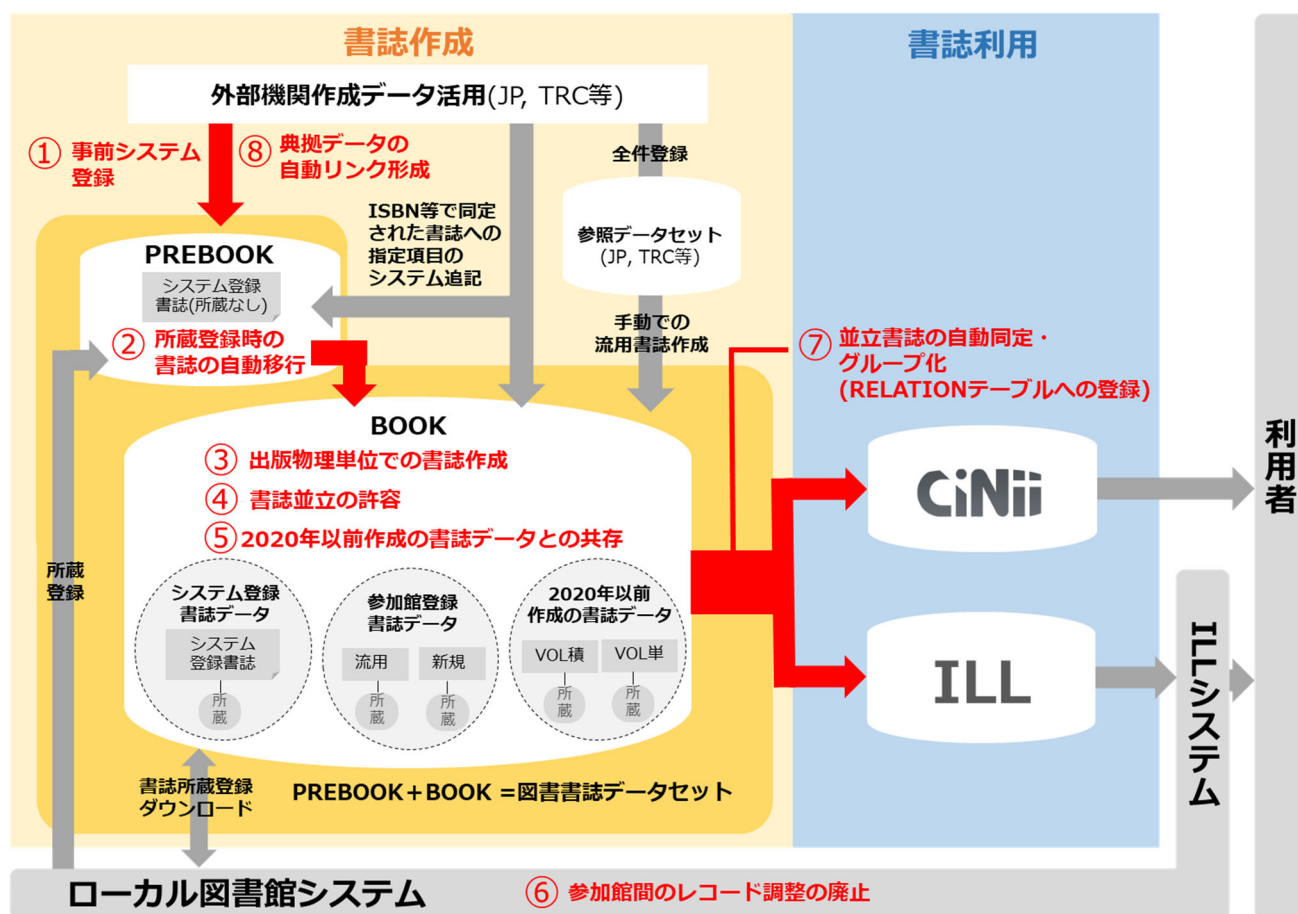 書誌作成
書誌利用
外部機関作成データ活用(JP, TRC等)
① 事前システム
登録
⑧ 典拠データの
自動リンク形成
全件登録
ISBN等で同定
された書誌への
指定項目の
システム追記
参照データセット
(JP, TRC等)
PREBOOK
システム登録
書誌(所蔵なし)
手動での
流用書誌作成
② 所蔵登録時の
書誌の自動移行
⑦ 並立書誌の自動同定・
グループ化
(RELATIONテーブルへの登録)
BOOK
③ 出版物理単位での書誌作成
④ 書誌並立の許容
⑤ 2020年以前作成の書誌データとの共存
CiNii
利用者
所蔵
登録
システム登録
書誌データ
システム
登録書誌
所
蔵
参加館登録
書誌データ
流用
新規
所
蔵
所
蔵
2020年以前
作成の書誌データ
VOL積
VOL単
所
蔵
所
蔵
ILL
ILLシステム
書誌所蔵登録
ダウンロード
PREBOOK+BOOK =図書書誌データセット
ローカル図書館システム
⑥ 参加館間のレコード調整の廃止